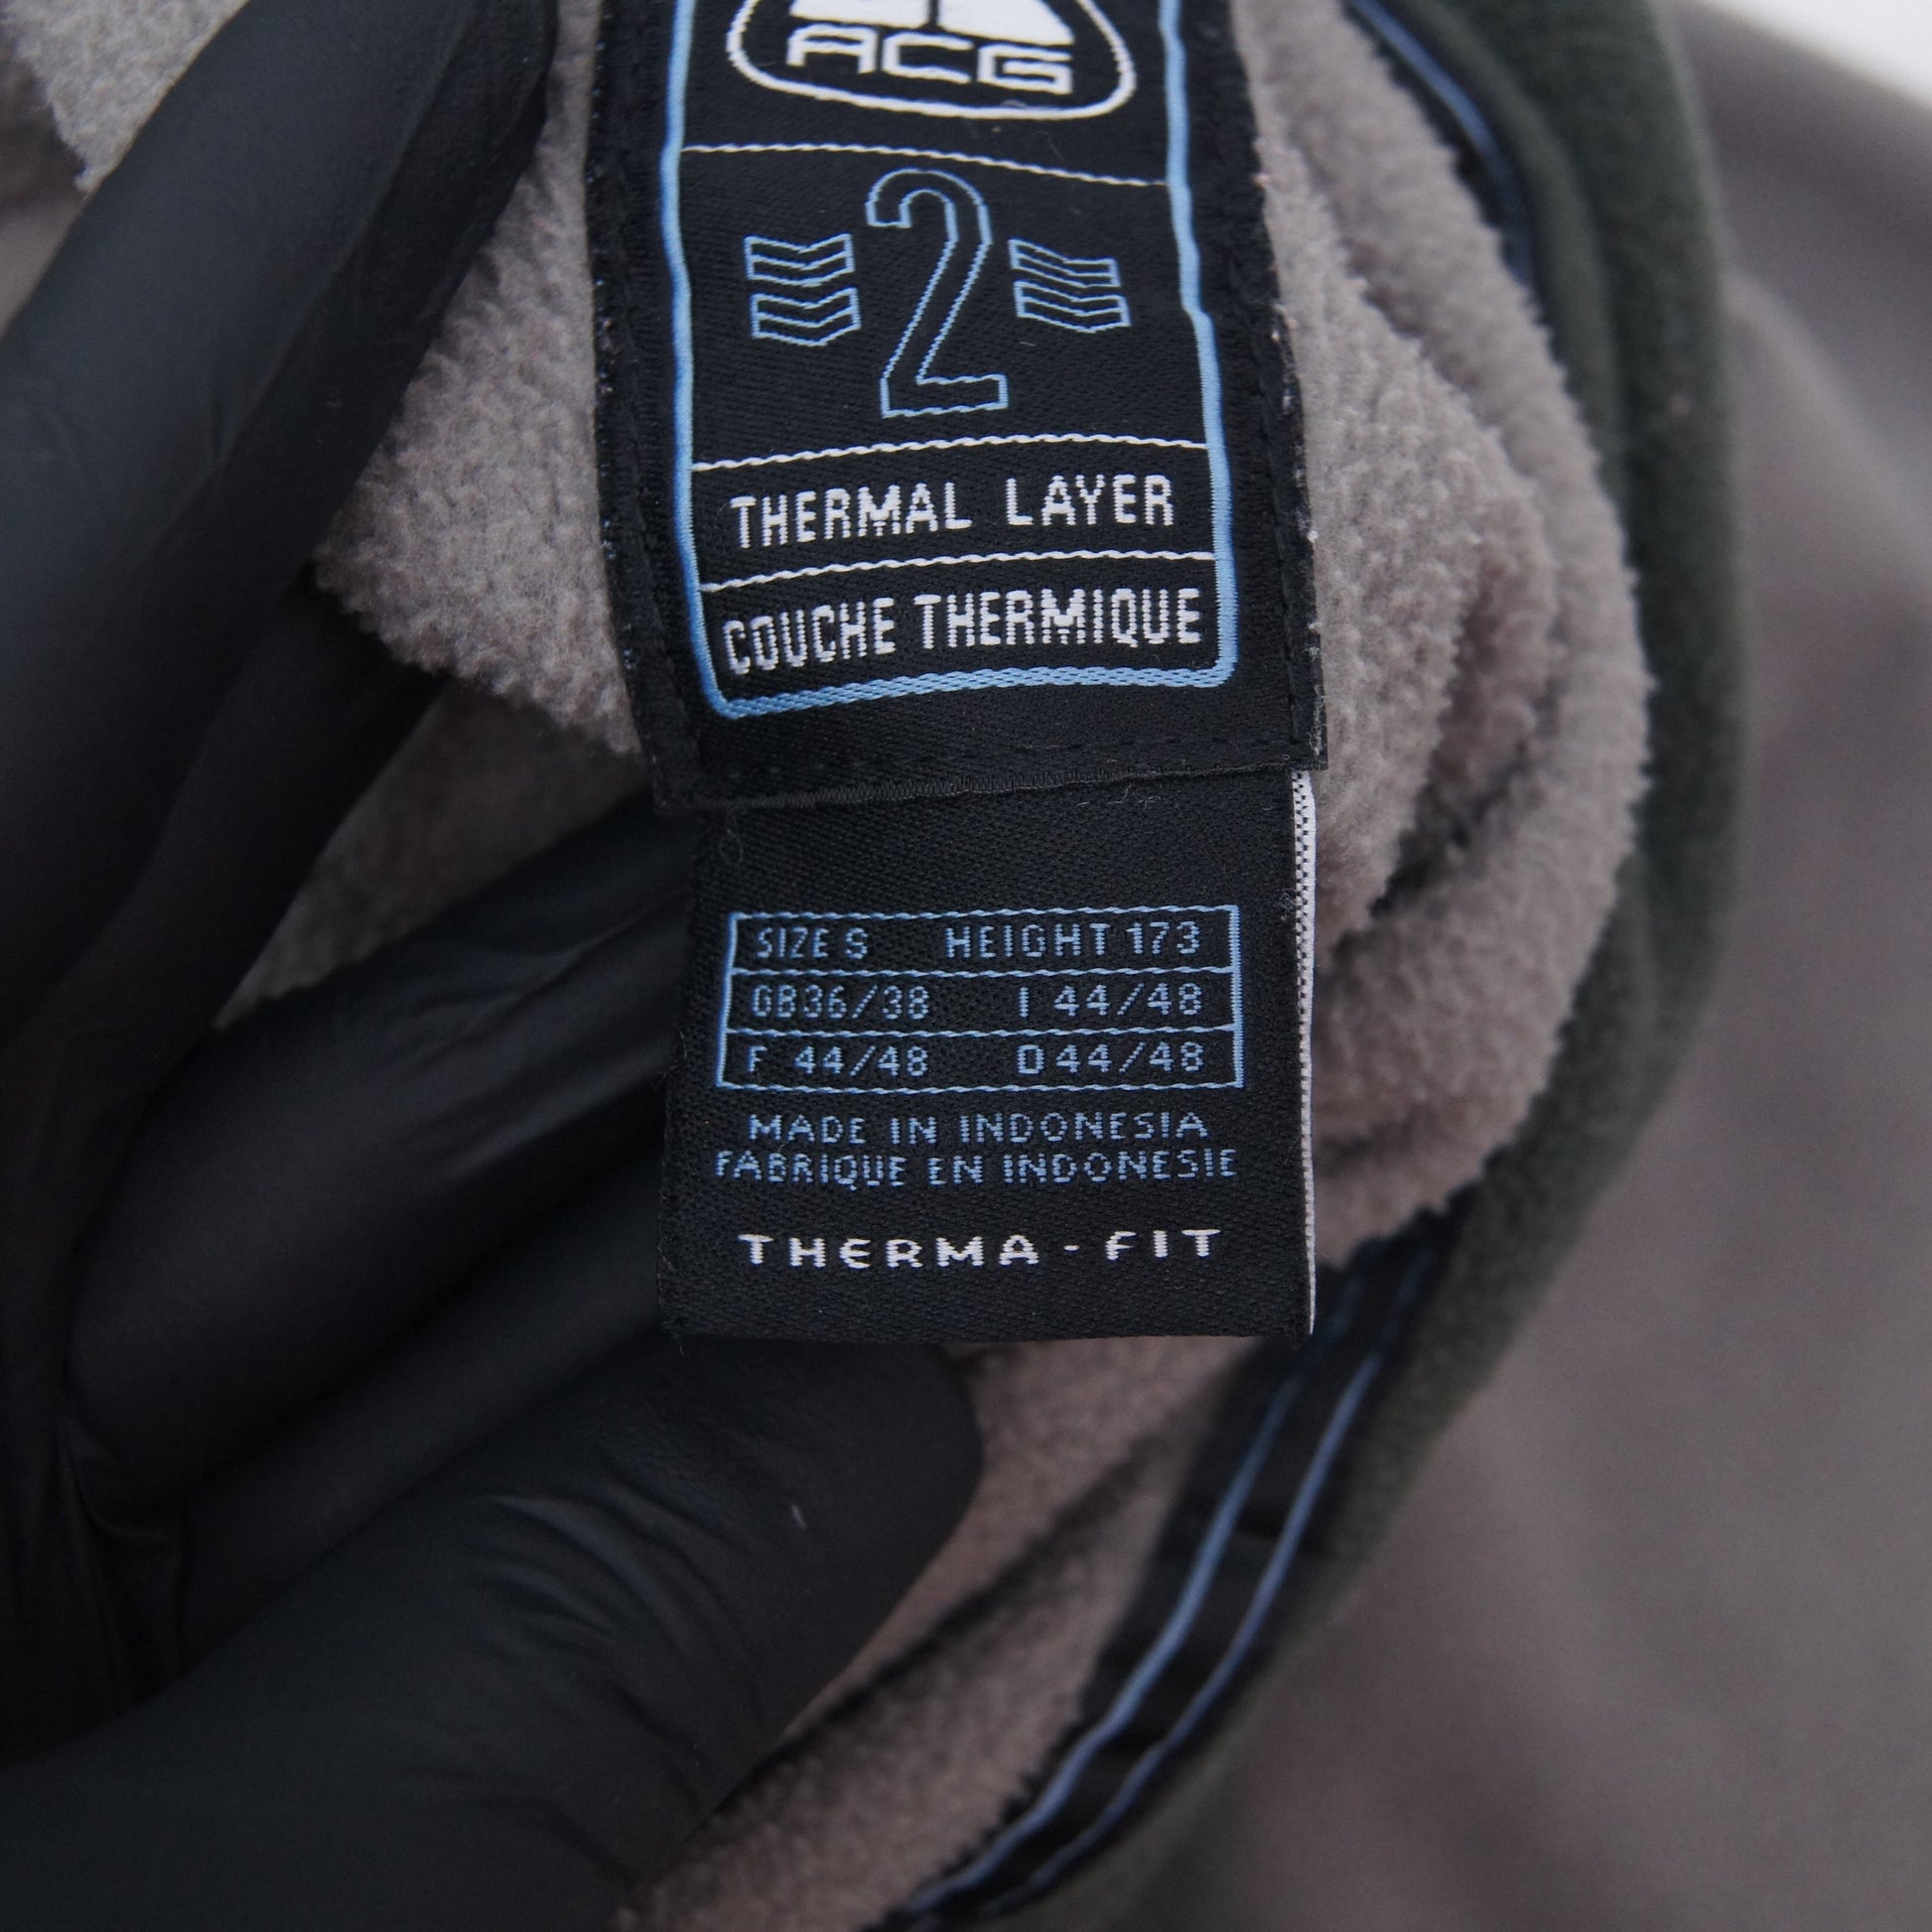 ACG
2
THERMAL LAYER
COUCHE THERMIQUE
SIZE S HEIGHT 173
GB36/38 I 44/48
F 44/48 D44/48
MADE IN INDONESIA
FABRIQUE EN INDONESIE
THERMA-FIT